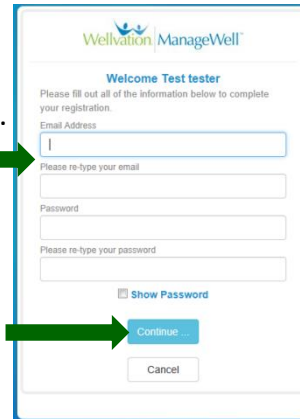 Wellvation ManageWell™
Welcome Test tester
Please fill out all of the information below to complete
your registration.
Email Address
Please re-type your email
Password
Please re-type your password
Show Password
Continue ...
Cancel